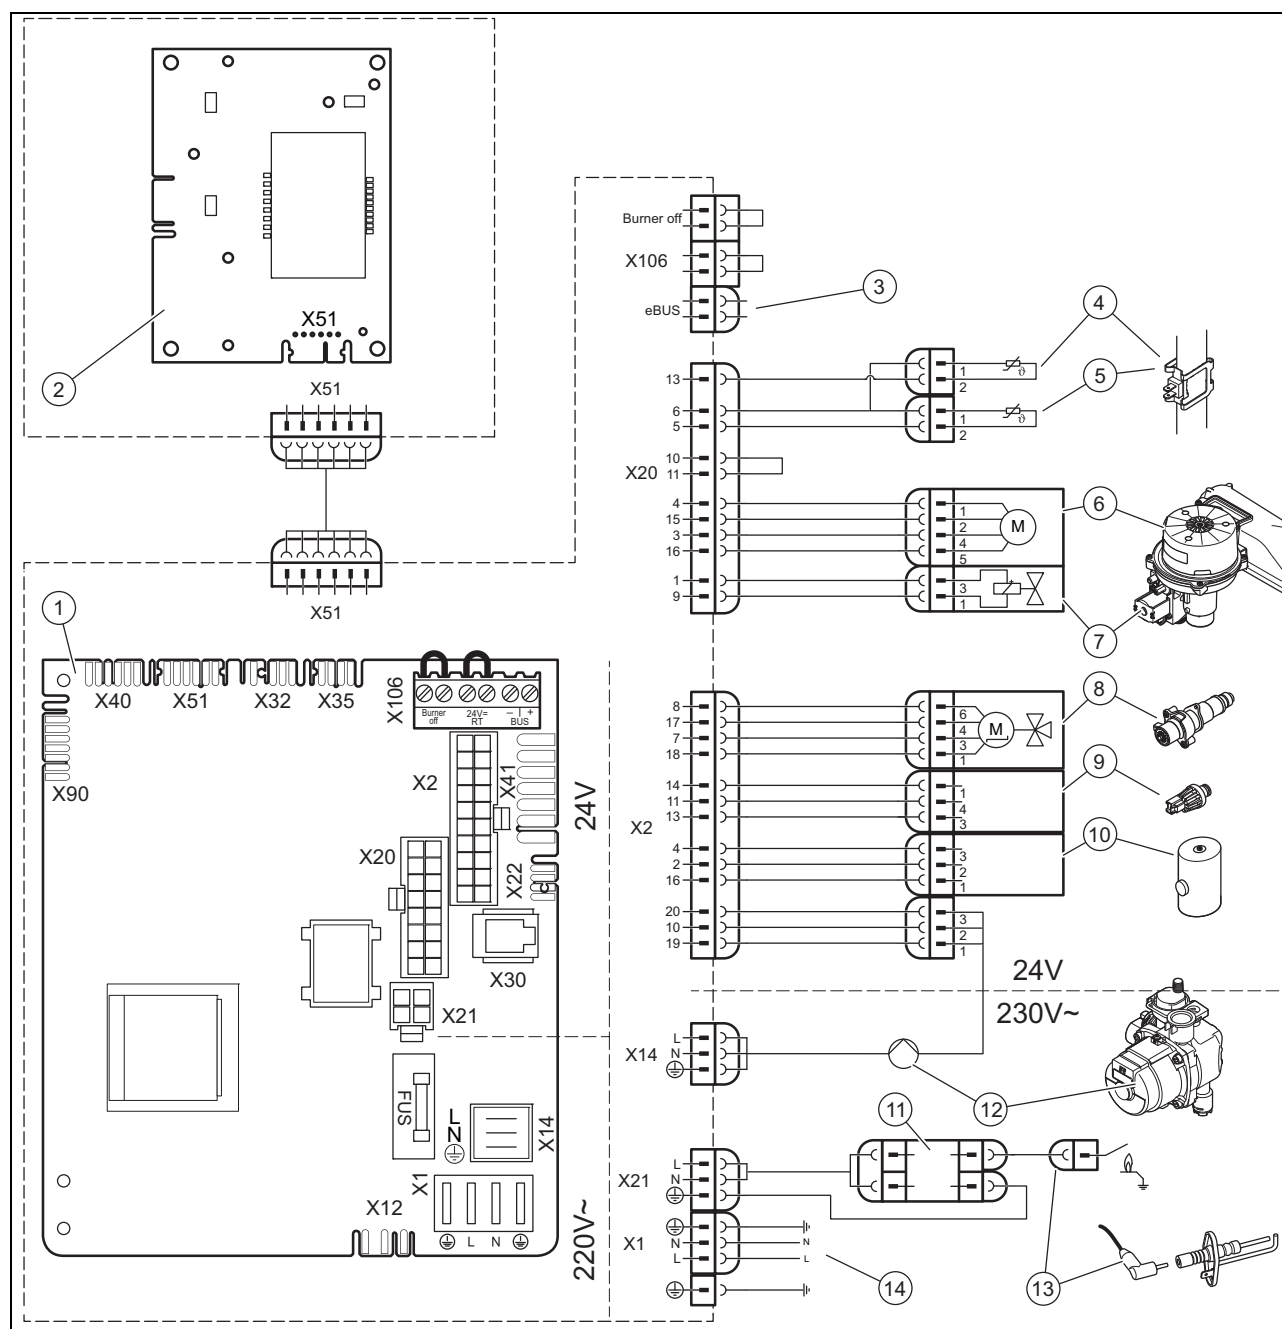 X51
2
X51
X51
1
X40
X51
X32
X35
X106
Burner
off
24V=
RT
– | +
BUS
X90
X2
X41
X20
X22
X30
X21
24V
FUS
L
N
X14
X1
X12
L
N
220V~
Burner off
X106
eBUS
3
13
6
5
10
11
X20
4
15
3
16
1
9
1
2
ϑ
4
1
2
ϑ
5
1
2
4
5
M
6
3
1
7
8
17
7
18
14
11
13
X2
4
2
16
20
10
19
6
4
3
1
M
8
1
4
3
9
3
2
1
10
3
2
1
24V
230V~
X14
L
N
12
11
X21
L
N
13
X1
N
L
N
L
14